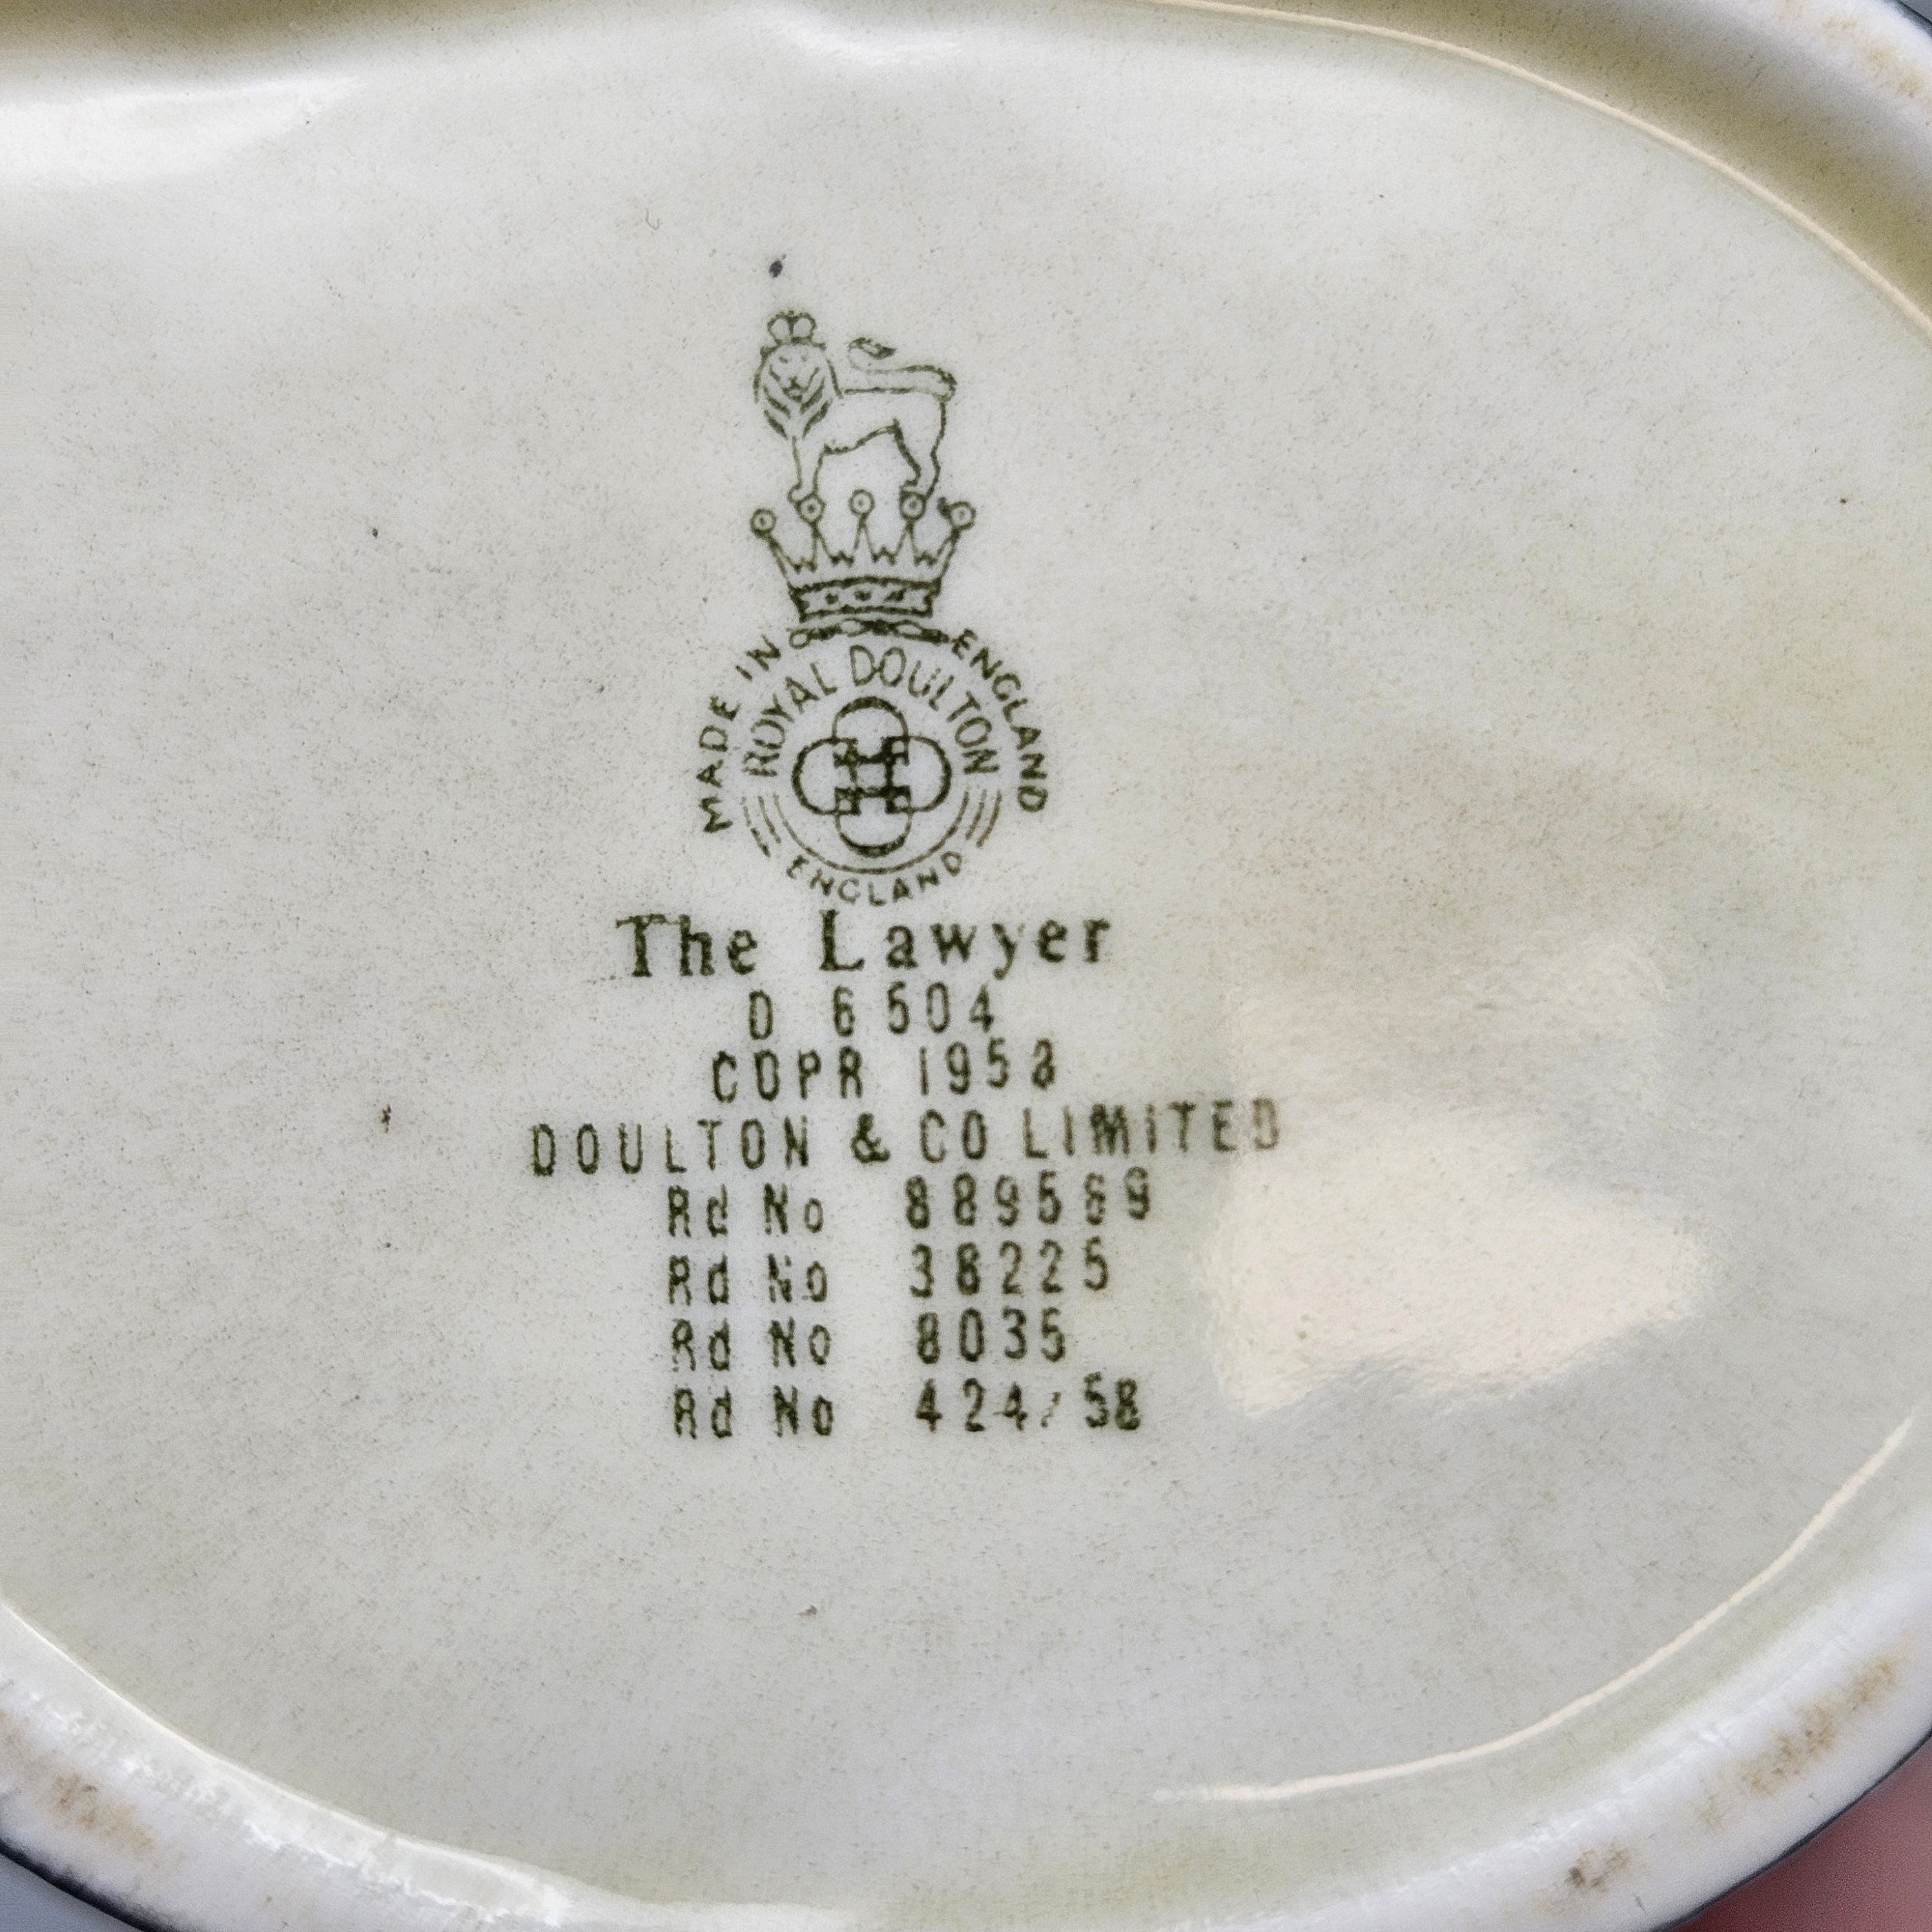 MADE IN ENGLAND
ROYAL DOULTON
ENGLAND
The Lawyer
D 6504
COPR 1958
DOULTON & CO LIMITED
Rd No 889569
Rd No 38225
Rd No 8035
Rd No 424/58